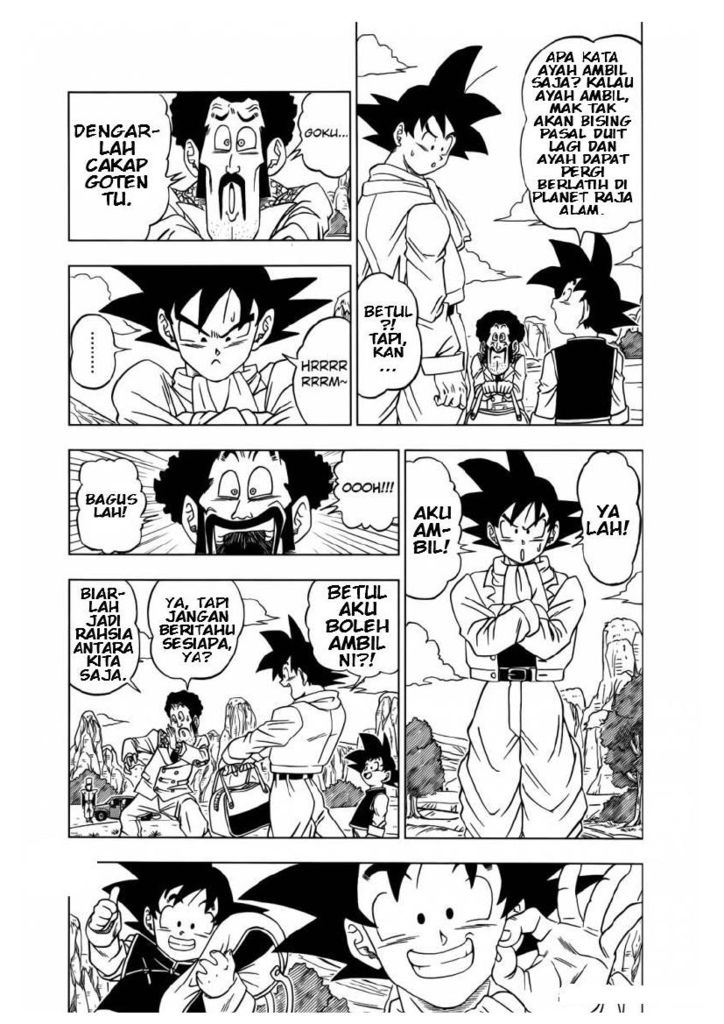 APA KATA
AYAH AMBIL
SAJA? KALAU
AYAH AMBIL,
MAK TAK
AKAN BISING
PASAL DUIT
LAGI DAN
AYAH DAPAT
PERGI
BERLATIH DI
PLANET RAJA
ALAM.
BETUL
?!
TAPI,
KAN
...
GOKU...
DENGAR-
LAH
CAKAP
GOTEN
TU.
HRRRR
RRRM~
......
YA
LAH!
AKU
AM-
BIL!
OOOH!!!
BAGUS
LAH!
BETUL
AKU
BOLEH
AMBIL
NI?!
YA, TAPI
JANGAN
BERITAHU
SESIAPA,
YA?
BIAR-
LAH
JADI
RAHSIA
ANTARA
KITA
SAJA.